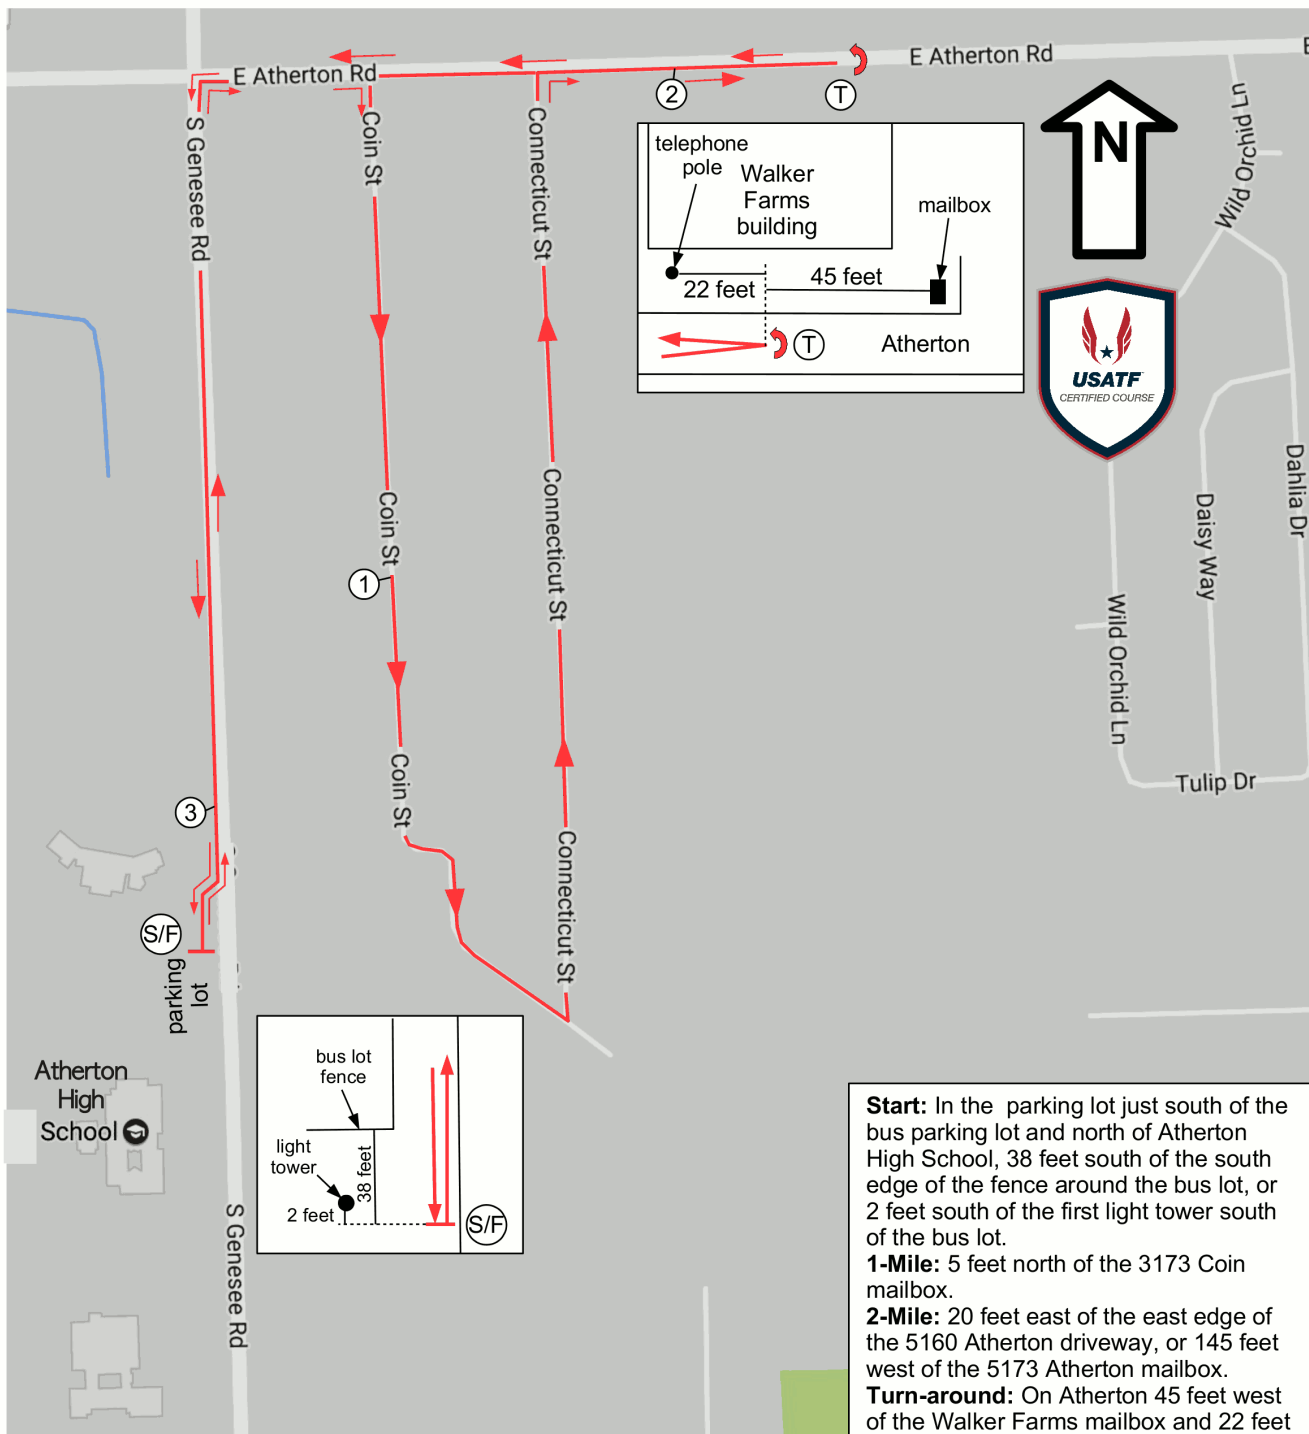 E Atherton Rd
E Atherton Rd
E
S Genesee Rd
Coin St
Connecticut St
2
T
N
Wild Orchid Ln
telephone
pole
Walker
Farms
building
mailbox
22 feet
45 feet
T
Atherton
USATF
CERTIFIED COURSE
Coin St
Connecticut St
1
Daisy Way
Dahlia Dr
Wild Orchid Ln
Tulip Dr
Coin St
Connecticut St
3
S/F
parking
lot
Atherton
High
School
bus lot
fence
light
tower
38 feet
2 feet
S/F
S Genesee Rd
Start: In the parking lot just south of the
bus parking lot and north of Atherton
High School, 38 feet south of the south
edge of the fence around the bus lot, or
2 feet south of the first light tower south
of the bus lot.
1-Mile: 5 feet north of the 3173 Coin
mailbox.
2-Mile: 20 feet east of the east edge of
the 5160 Atherton driveway, or 145 feet
west of the 5173 Atherton mailbox.
Turn-around: On Atherton 45 feet west
of the Walker Farms mailbox and 22 feet